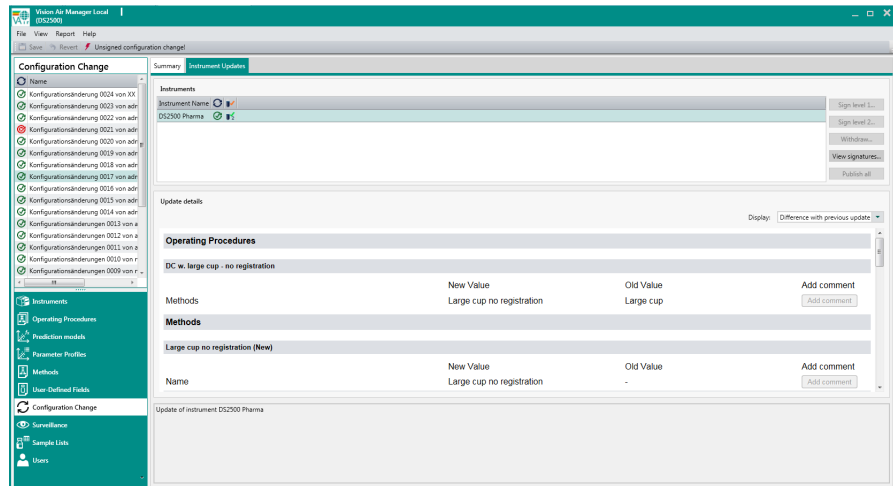 Vision Air Manager Local
(DS2500)
File View Report Help
Save Revert Unsigned configuration change!
Configuration Change
Name
Konfigurationsänderung 0024 von XX
Konfigurationsänderung 0023 von adr
Konfigurationsänderung 0022 von adr
Konfigurationsänderung 0021 von adr
Konfigurationsänderung 0020 von adr
Konfigurationsänderung 0019 von adr
Konfigurationsänderung 0018 von adr
Konfigurationsänderung 0017 von adr
Konfigurationsänderung 0016 von adr
Konfigurationsänderung 0015 von adr
Konfigurationsänderung 0014 von adr
Konfigurationsänderungen 0013 von a
Konfigurationsänderungen 0012 von a
Konfigurationsänderungen 0011 von a
Konfigurationsänderungen 0010 von r
Konfigurationsänderungen 0009 von r
Instruments
Operating Procedures
Prediction models
Parameter Profiles
Methods
User-Defined Fields
Configuration Change
Surveillance
Sample Lists
Users
Summary Instrument Updates
Instruments
Instrument Name
DS2500 Pharma
Sign level 1...
Sign level 2...
Withdraw...
View signatures...
Publish all
Update details
Display: Difference with previous update
Operating Procedures
DC w. large cup - no registration
New Value Old Value Add comment
Methods Large cup no registration Large cup Add comment
Methods
Large cup no registration (New)
New Value Old Value Add comment
Name Large cup no registration - Add comment
Update of instrument DS2500 Pharma